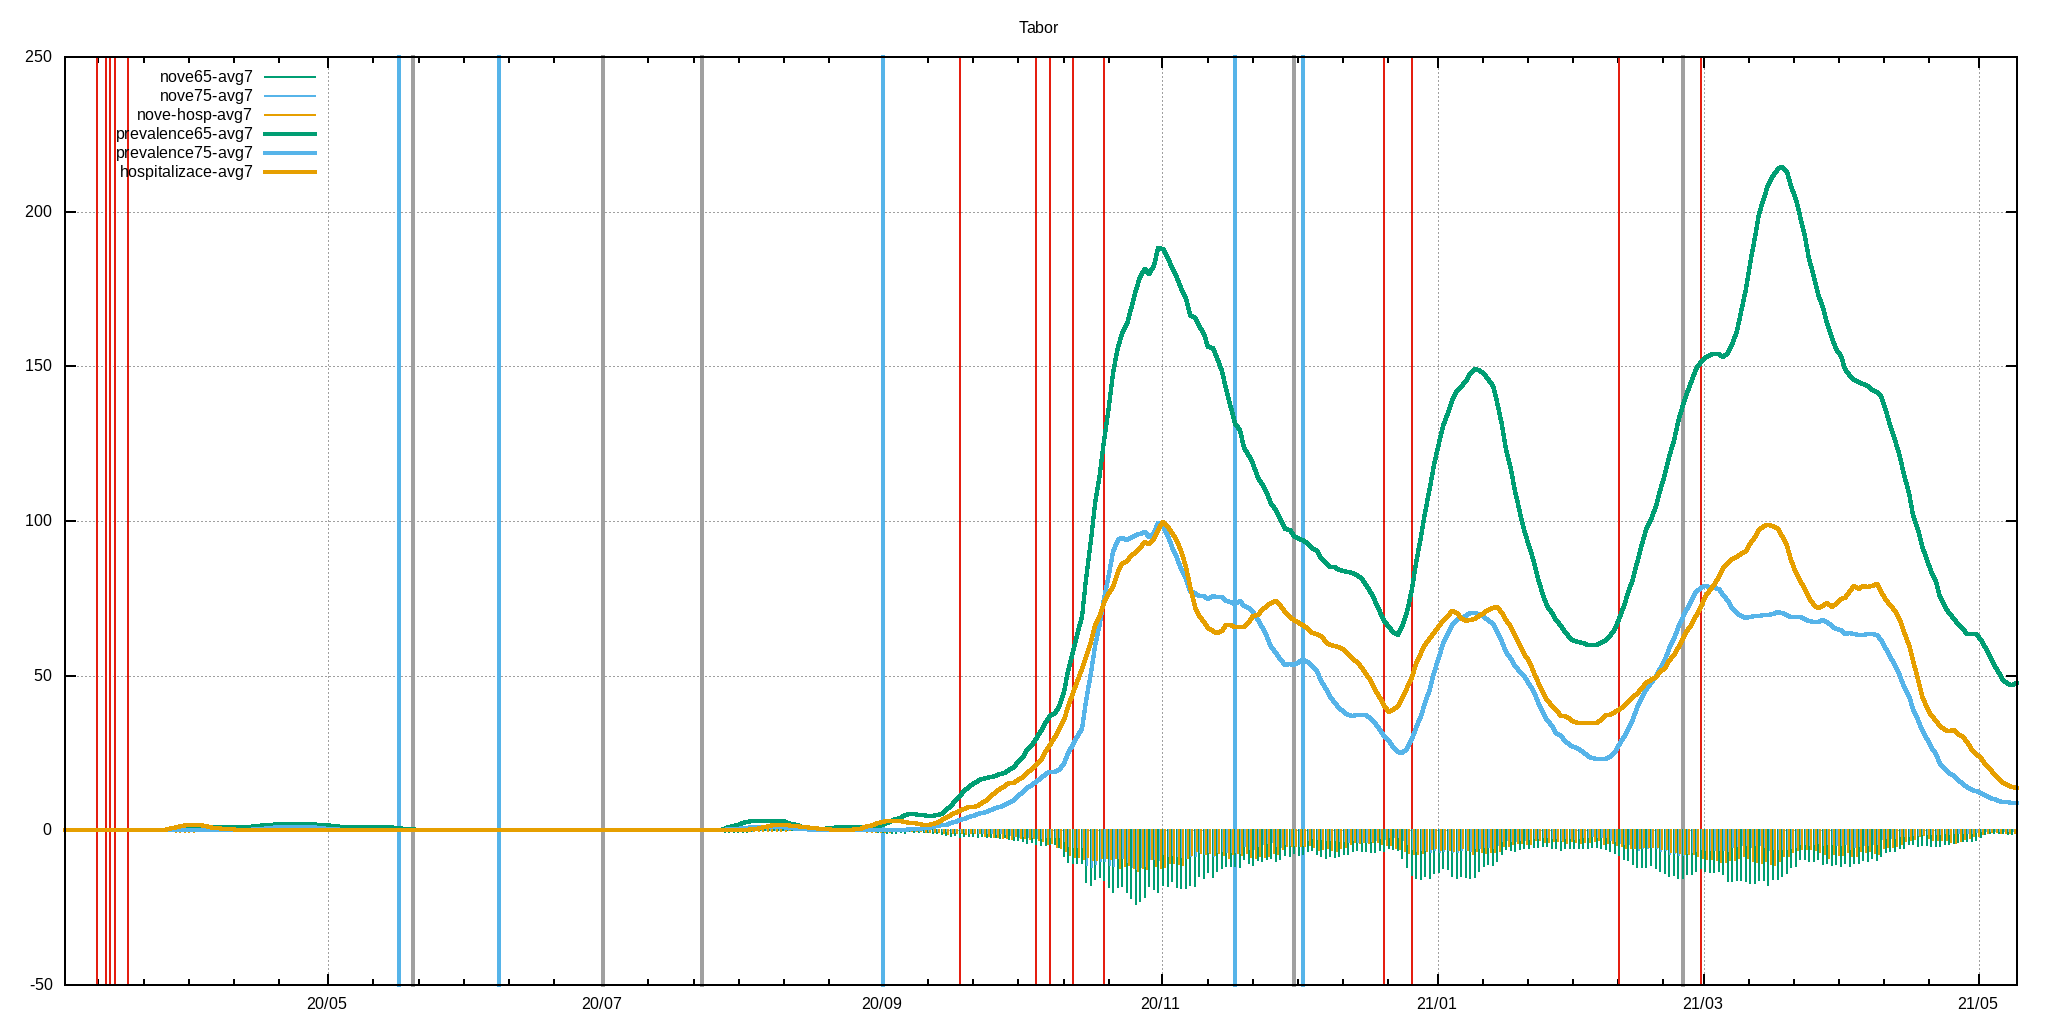 Tabor
250
nove65-avg7
nove75-avg7
nove-hosp-avg7
prevalence65-avg7
prevalence75-avg7
hospitalizace-avg7
200
150
100
50
0
-50
20/05 20/07 20/09 20/11 21/01 21/03 21/05